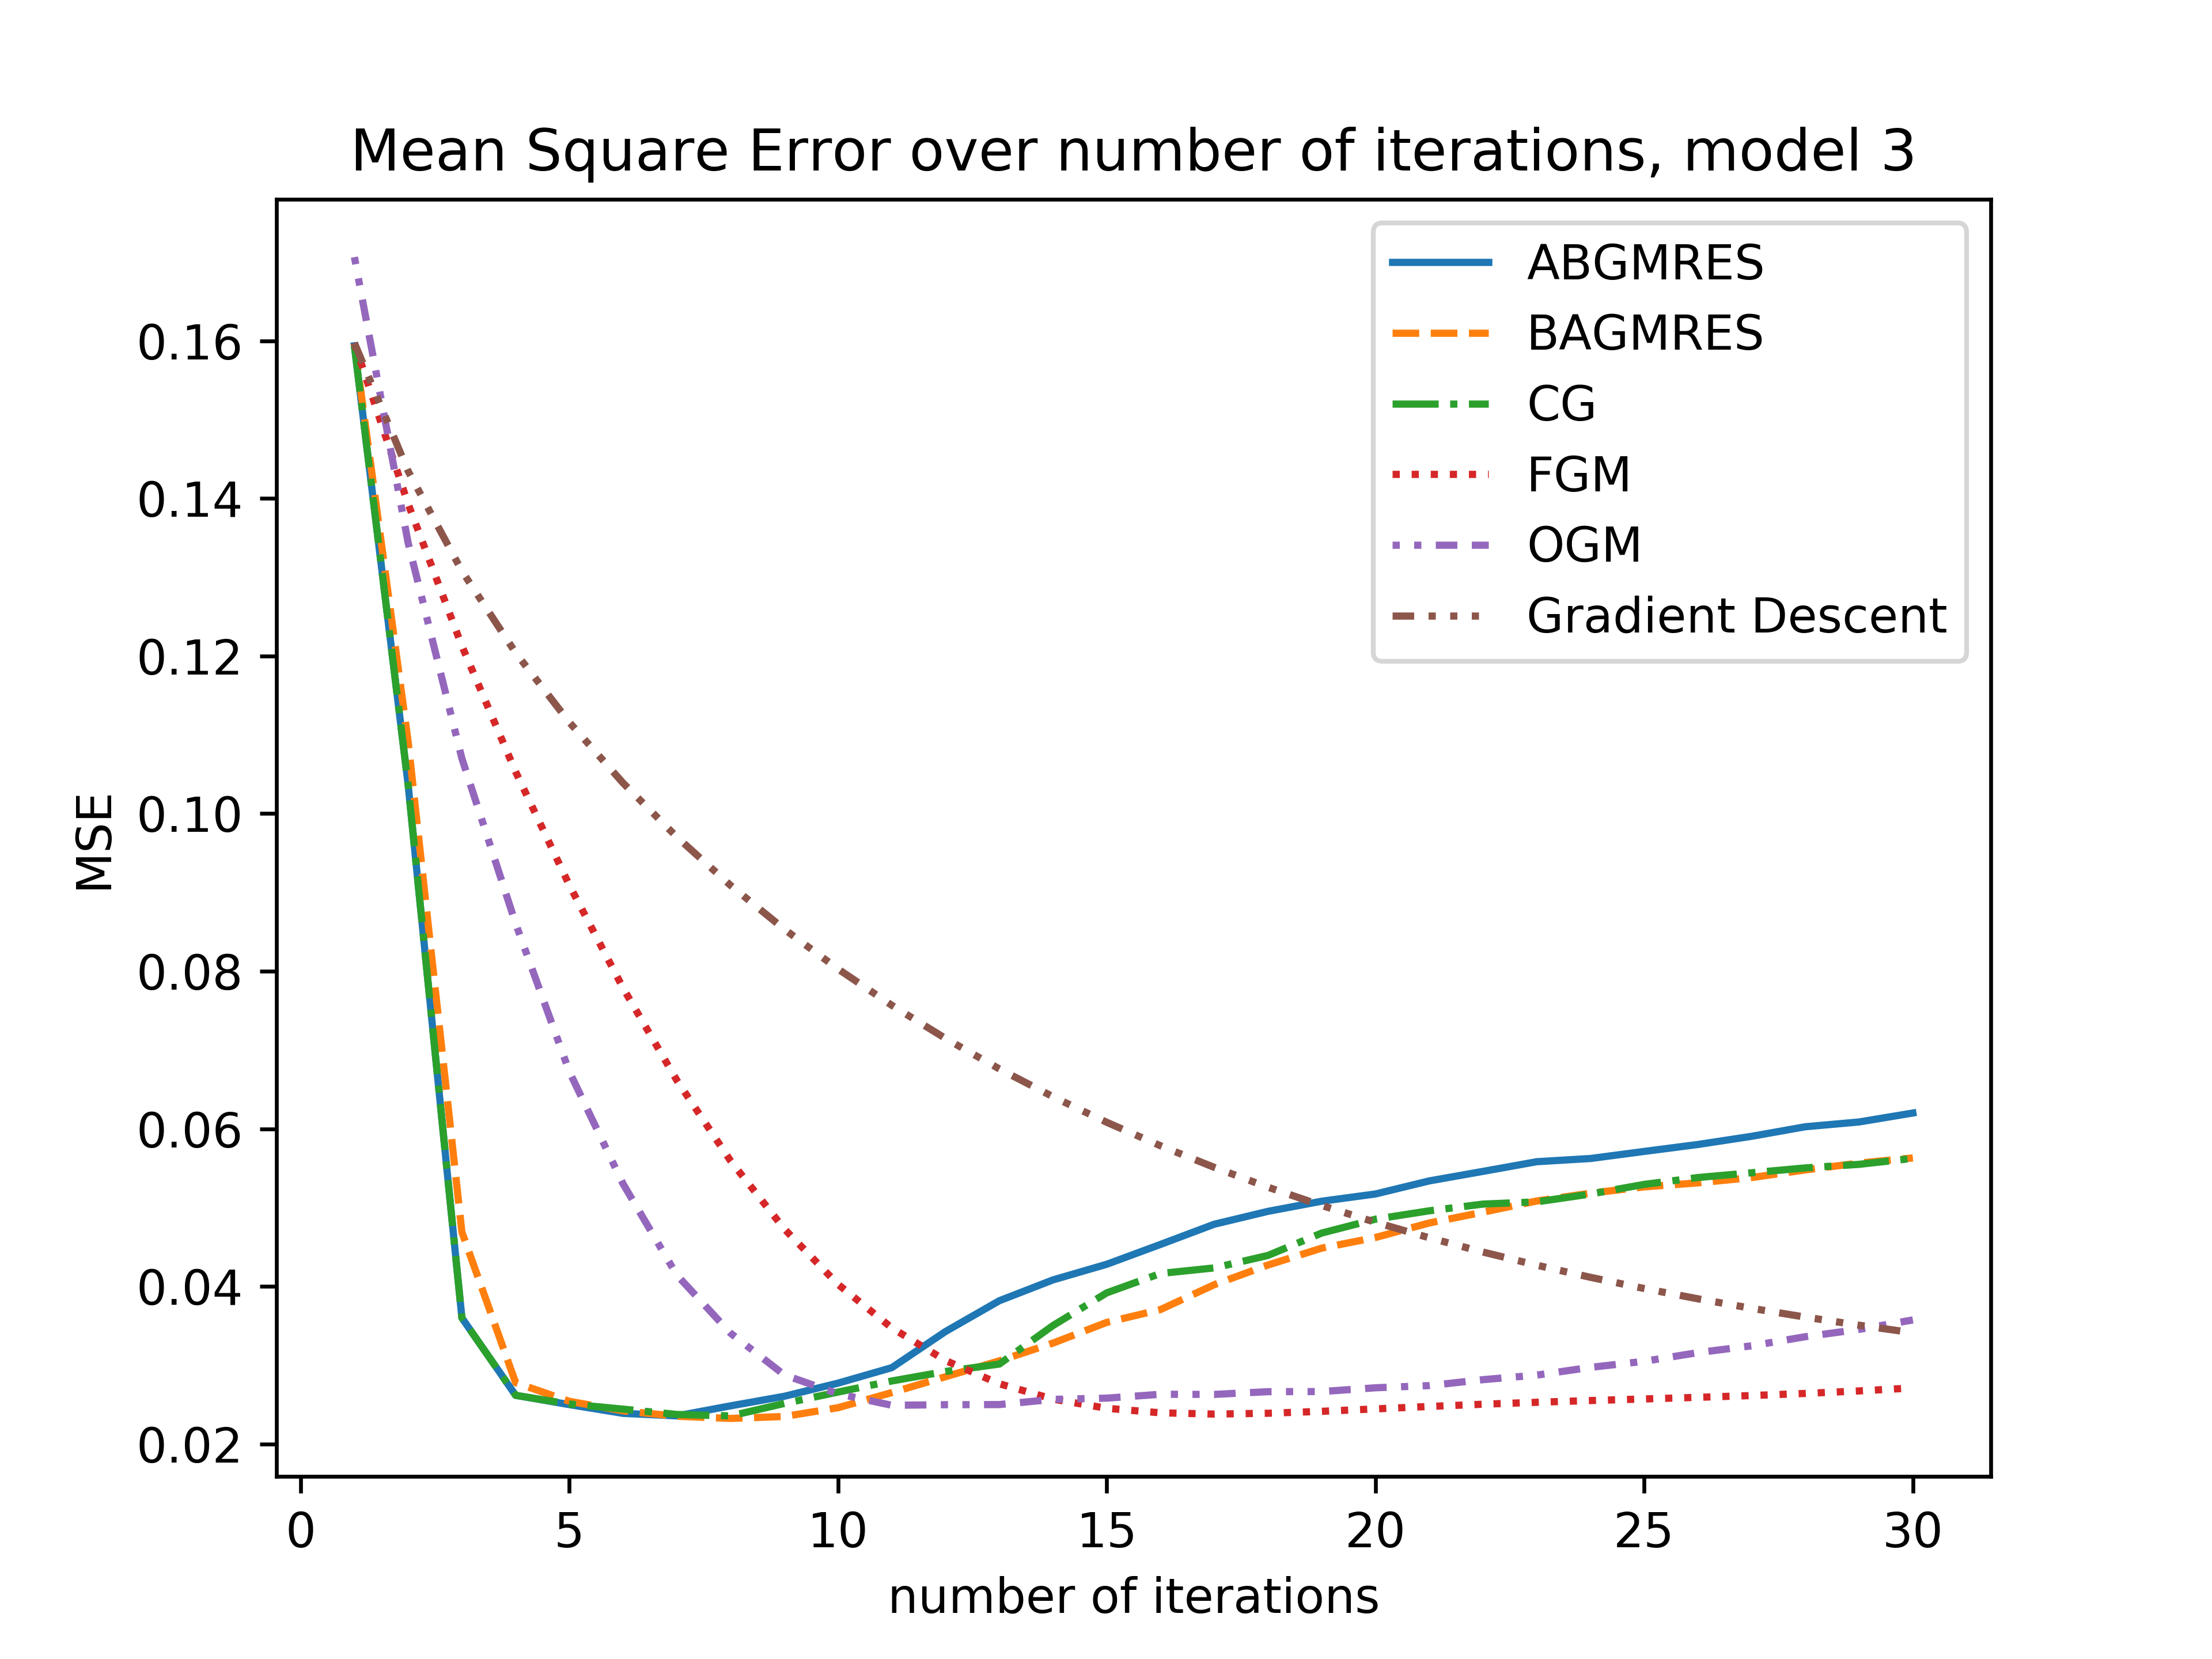 Mean Square Error over number of iterations, model 3
ABGMRES
BAGMRES
CG
FGM
OGM
Gradient Descent
MSE
0.16
0.14
0.12
0.10
0.08
0.06
0.04
0.02
0 5 10 15 20 25 30
number of iterations